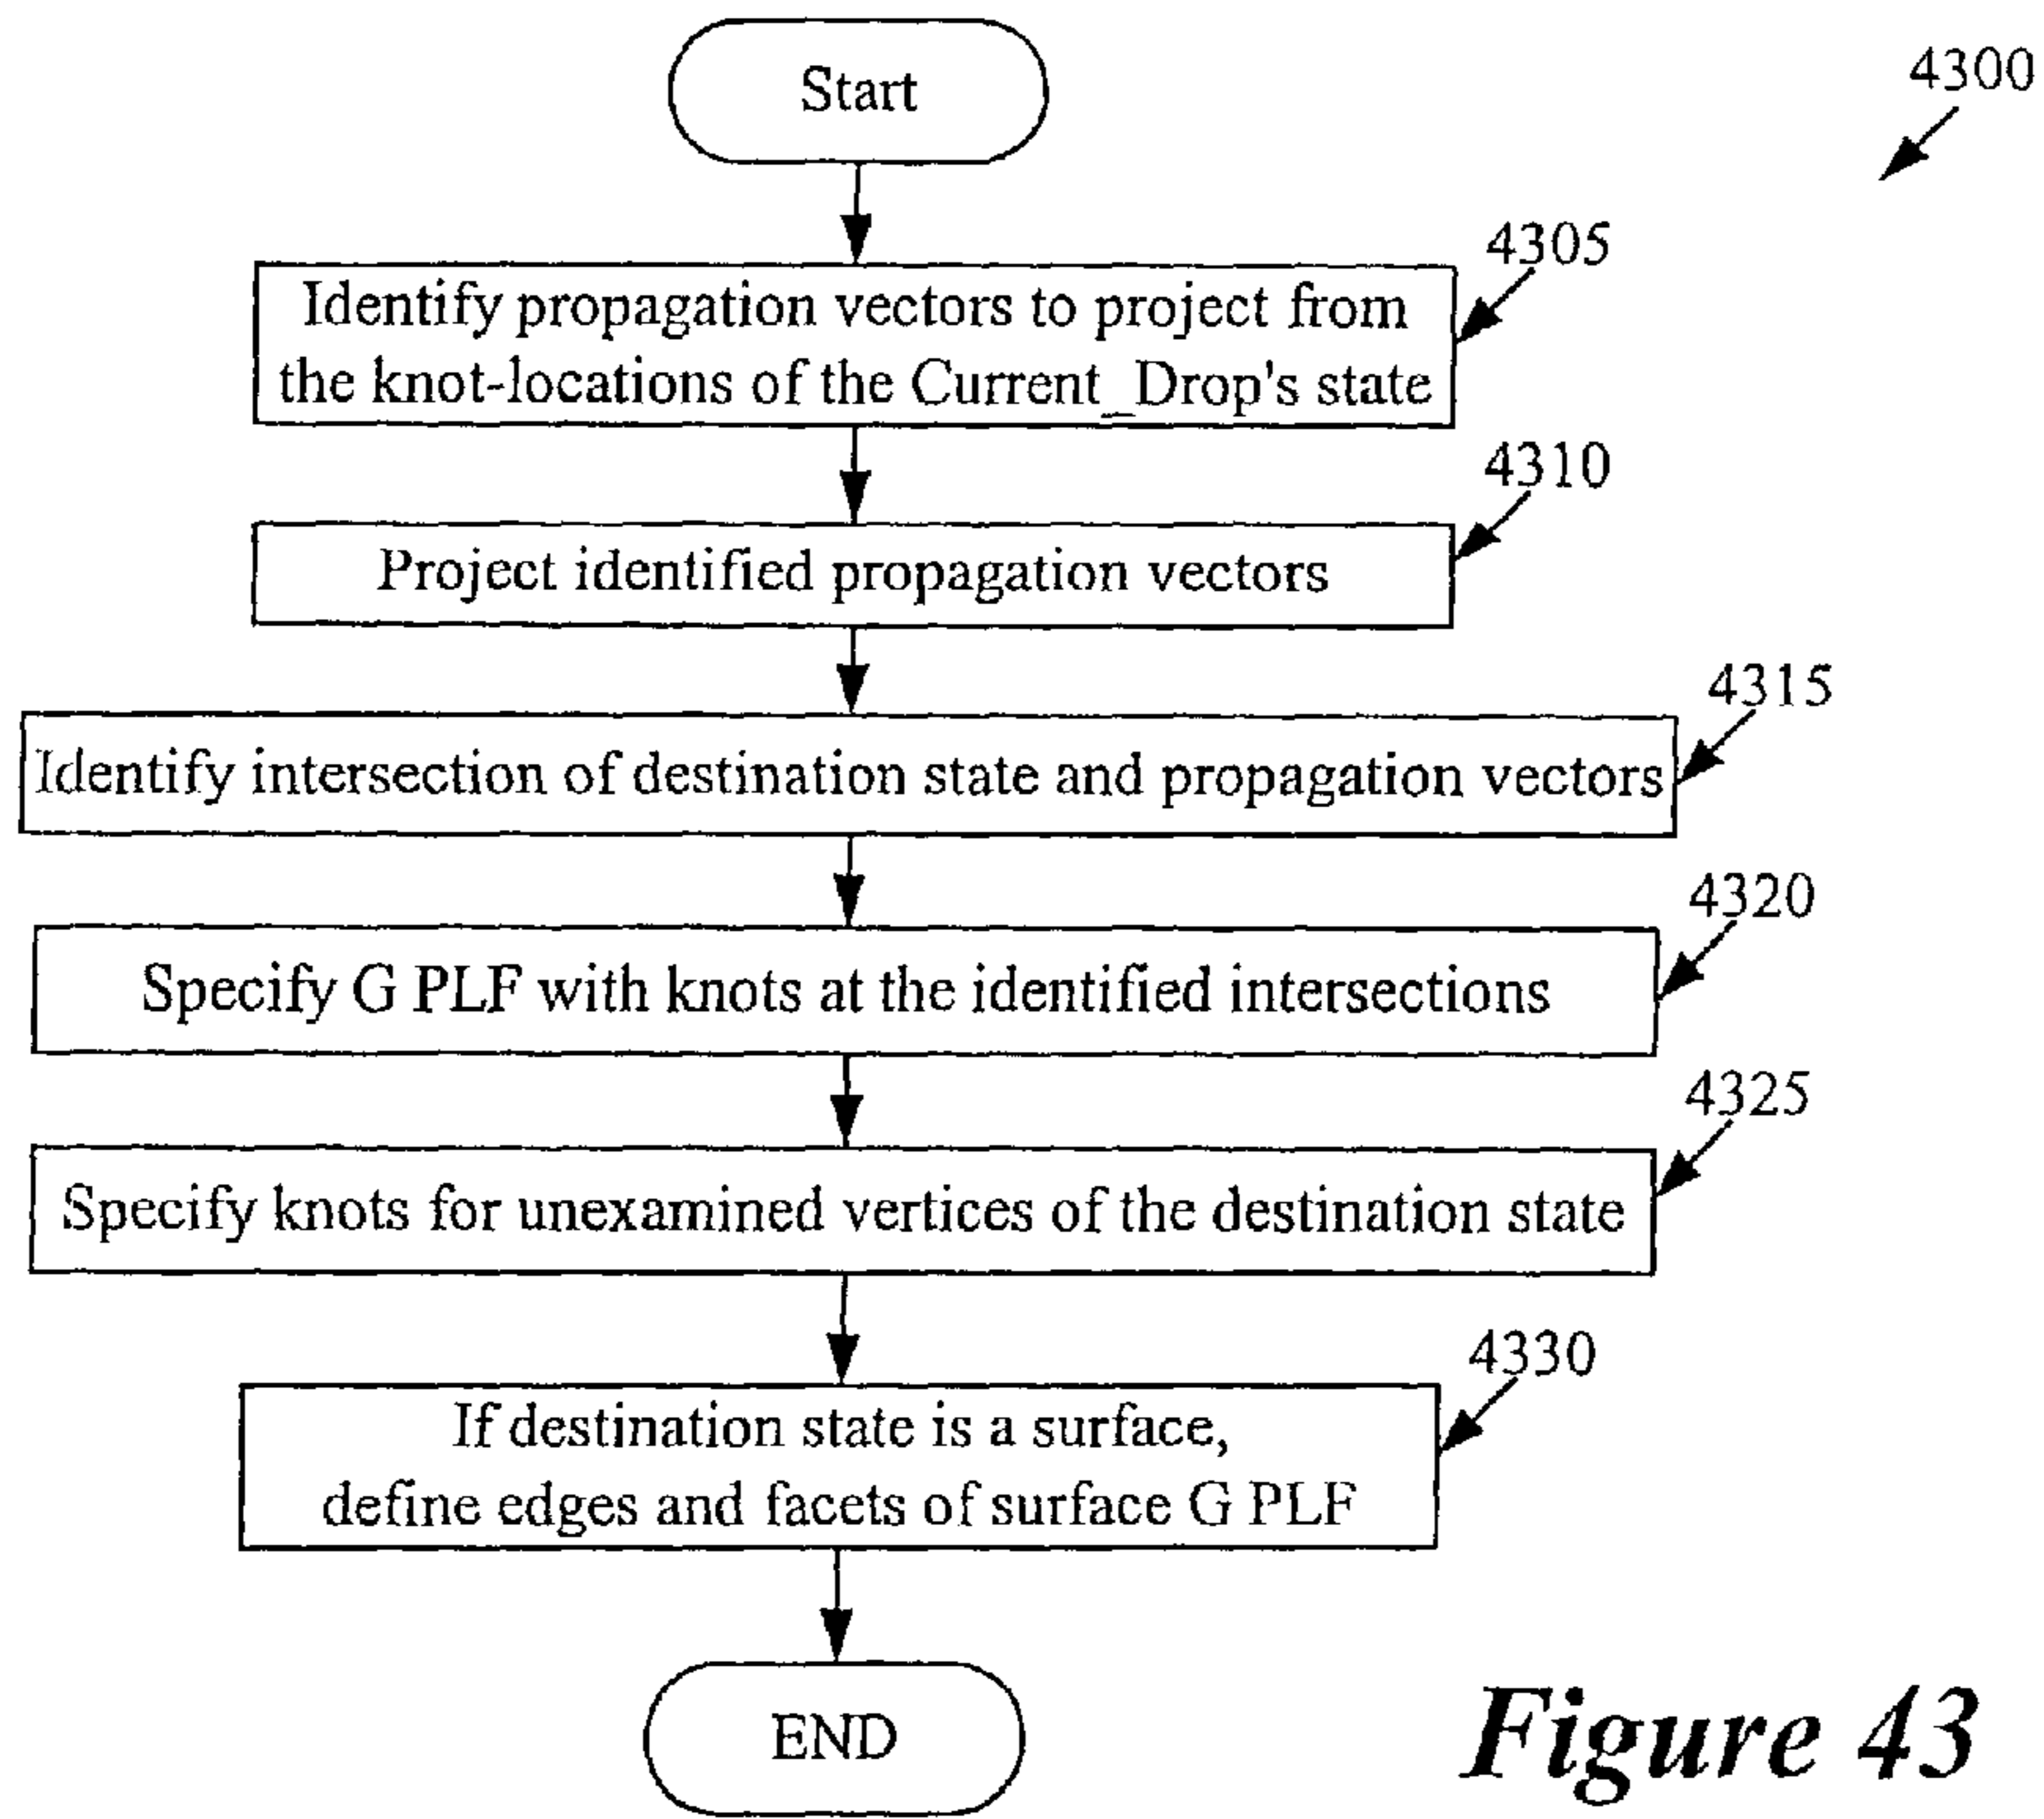 Start
4300
4305
Identify propagation vectors to project from
the knot-locations of the Current_Drop's state
4310
Project identified propagation vectors
4315
Identify intersection of destination state and propagation vectors
4320
Specify G PLF with knots at the identified intersections
4325
Specify knots for unexamined vertices of the destination state
4330
If destination state is a surface,
define edges and facets of surface G PLF
END
Figure 43